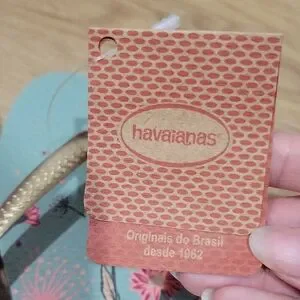 havaianas
Originais do Brasil
desde 1962